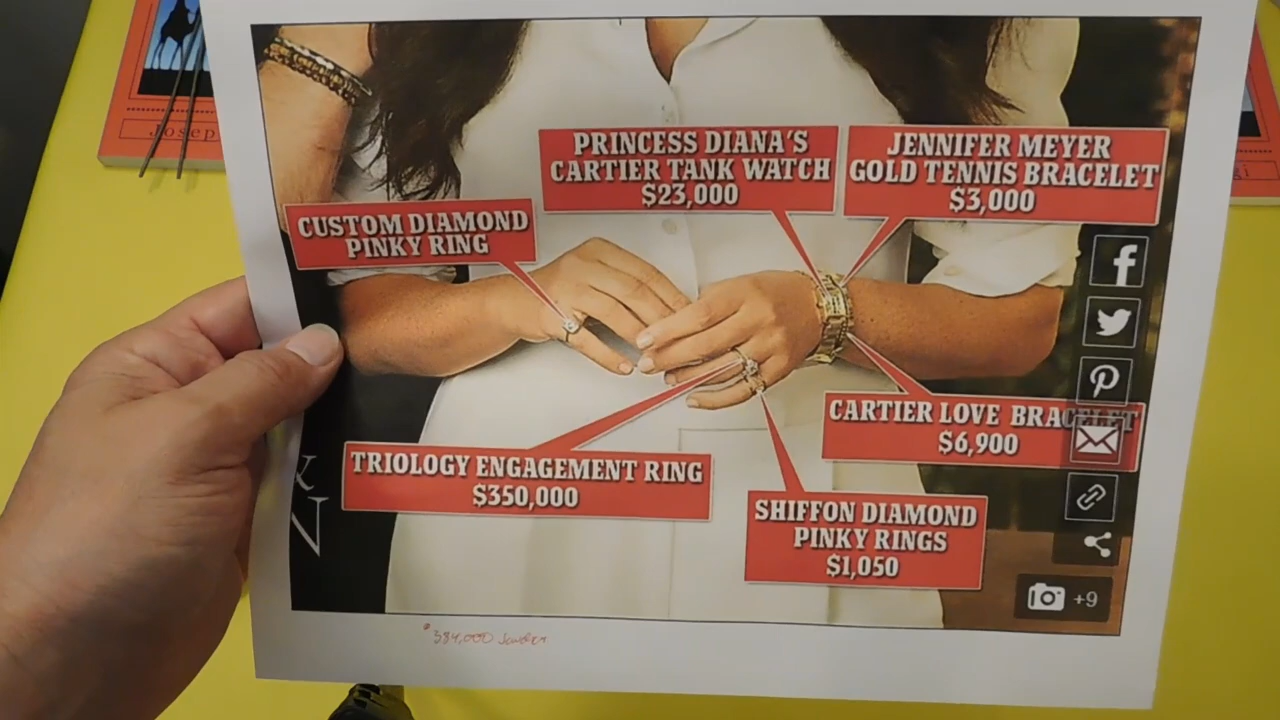 Josep
PRINCESS DIANA'S
CARTIER TANK WATCH
$23,000
JENNIFER MEYER
GOLD TENNIS BRACELET
$3,000
CUSTOM DIAMOND
PINKY RING
CARTIER LOVE BRACELET
$6,900
TRIOLOGY ENGAGEMENT RING
$350,000
SHIFFON DIAMOND
PINKY RINGS
$1,050
&
N
+9
$384,000 Jewelry